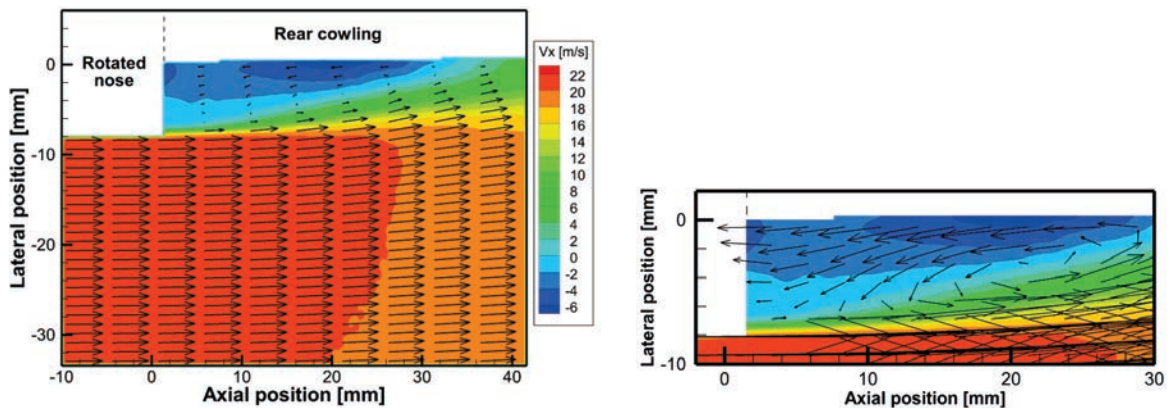 Rear cowling
Rotated
nose
Lateral position [mm]
0
-10
-20
-30
-10 0 10 20 30 40
Axial position [mm]
Vx [m/s]
22
20
18
16
14
12
10
8
6
4
2
0
-2
-4
-6
Lateral position [mm]
0
-5
-10
0 10 20 30
Axial position [mm]